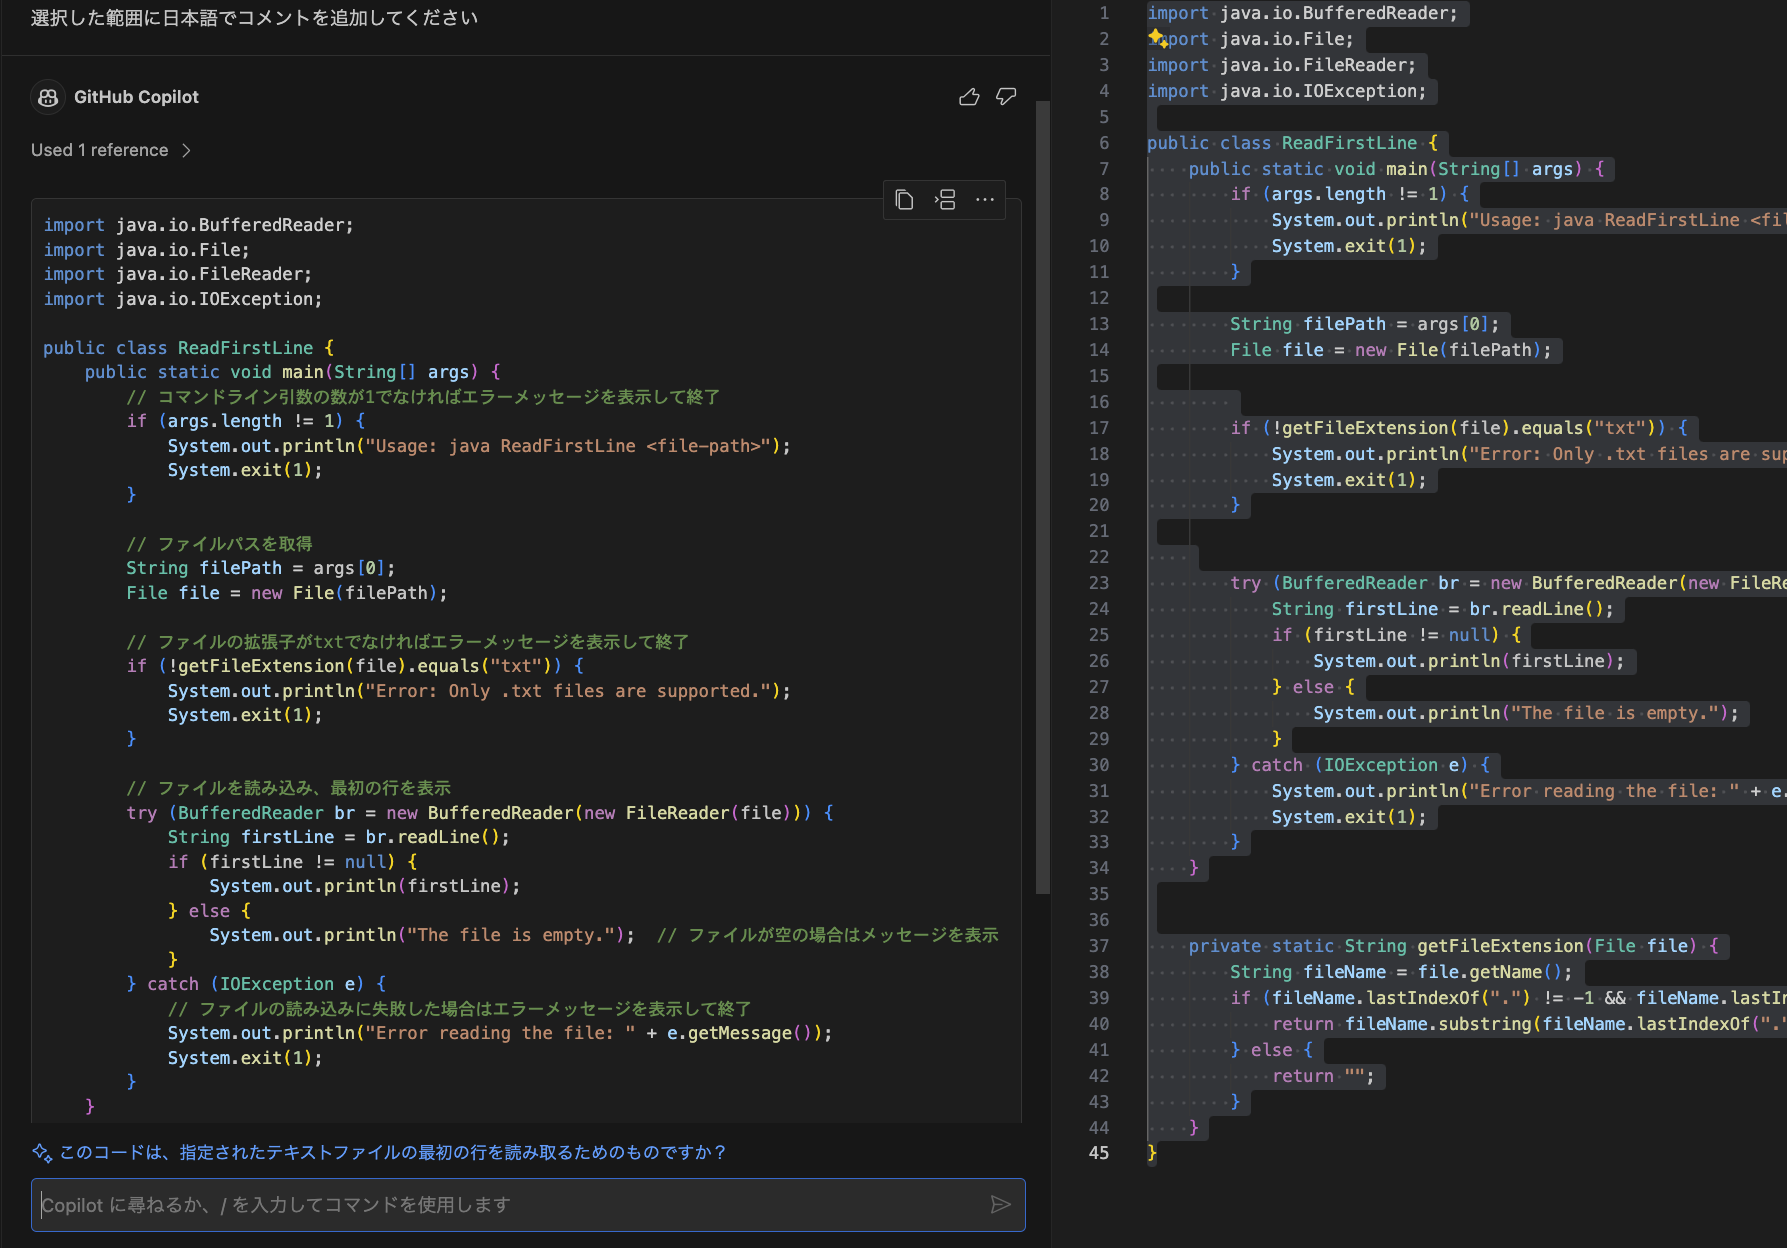 選択した範囲に日本語でコメントを追加してください
GitHub Copilot
Used 1 reference
import java.io.BufferedReader;
import java.io.File;
import java.io.FileReader;
import java.io.IOException;
public class ReadFirstLine {
public static void main(String[] args) {
// コマンドライン引数の数が1でなければエラーメッセージを表示して終了
if (args.length != 1) {
System.out.println("Usage: java ReadFirstLine <file-path>");
System.exit(1);
}
// ファイルパスを取得
String filePath = args[0];
File file = new File(filePath);
// ファイルの拡張子がtxtでなければエラーメッセージを表示して終了
if (!getFileExtension(file).equals("txt")) {
System.out.println("Error: Only .txt files are supported.");
System.exit(1);
}
// ファイルを読み込み、最初の行を表示
try (BufferedReader br = new BufferedReader(new FileReader(file))) {
String firstLine = br.readLine();
if (firstLine != null) {
System.out.println(firstLine);
} else {
System.out.println("The file is empty."); // ファイルが空の場合はメッセージを表示
}
} catch (IOException e) {
// ファイルの読み込みに失敗した場合はエラーメッセージを表示して終了
System.out.println("Error reading the file: " + e.getMessage());
System.exit(1);
}
}
このコードは、指定されたテキストファイルの最初の行を読み取るためのものですか？
Copilot に尋ねるか、/ を入力してコマンドを使用します
1 import java.io.BufferedReader;
2 import java.io.File;
3 import java.io.FileReader;
4 import java.io.IOException;
5
6 public class ReadFirstLine {
7 public static void main(String[] args) {
8 if (args.length != 1) {
9 System.out.println("Usage: java ReadFirstLine <fil
10 System.exit(1);
11 }
12
13 String filePath = args[0];
14 File file = new File(filePath);
15
16
17 if (!getFileExtension(file).equals("txt")) {
18 System.out.println("Error: Only .txt files are sup
19 System.exit(1);
20 }
21
22
23 try (BufferedReader br = new BufferedReader(new FileRe
24 String firstLine = br.readLine();
25 if (firstLine != null) {
26 System.out.println(firstLine);
27 } else {
28 System.out.println("The file is empty.");
29 }
30 } catch (IOException e) {
31 System.out.println("Error reading the file: " + e.
32 System.exit(1);
33 }
34 }
35
36
37 private static String getFileExtension(File file) {
38 String fileName = file.getName();
39 if (fileName.lastIndexOf(".") != -1 && fileName.lastIn
40 return fileName.substring(fileName.lastIndexOf("."
41 } else {
42 return "";
43 }
44 }
45 }